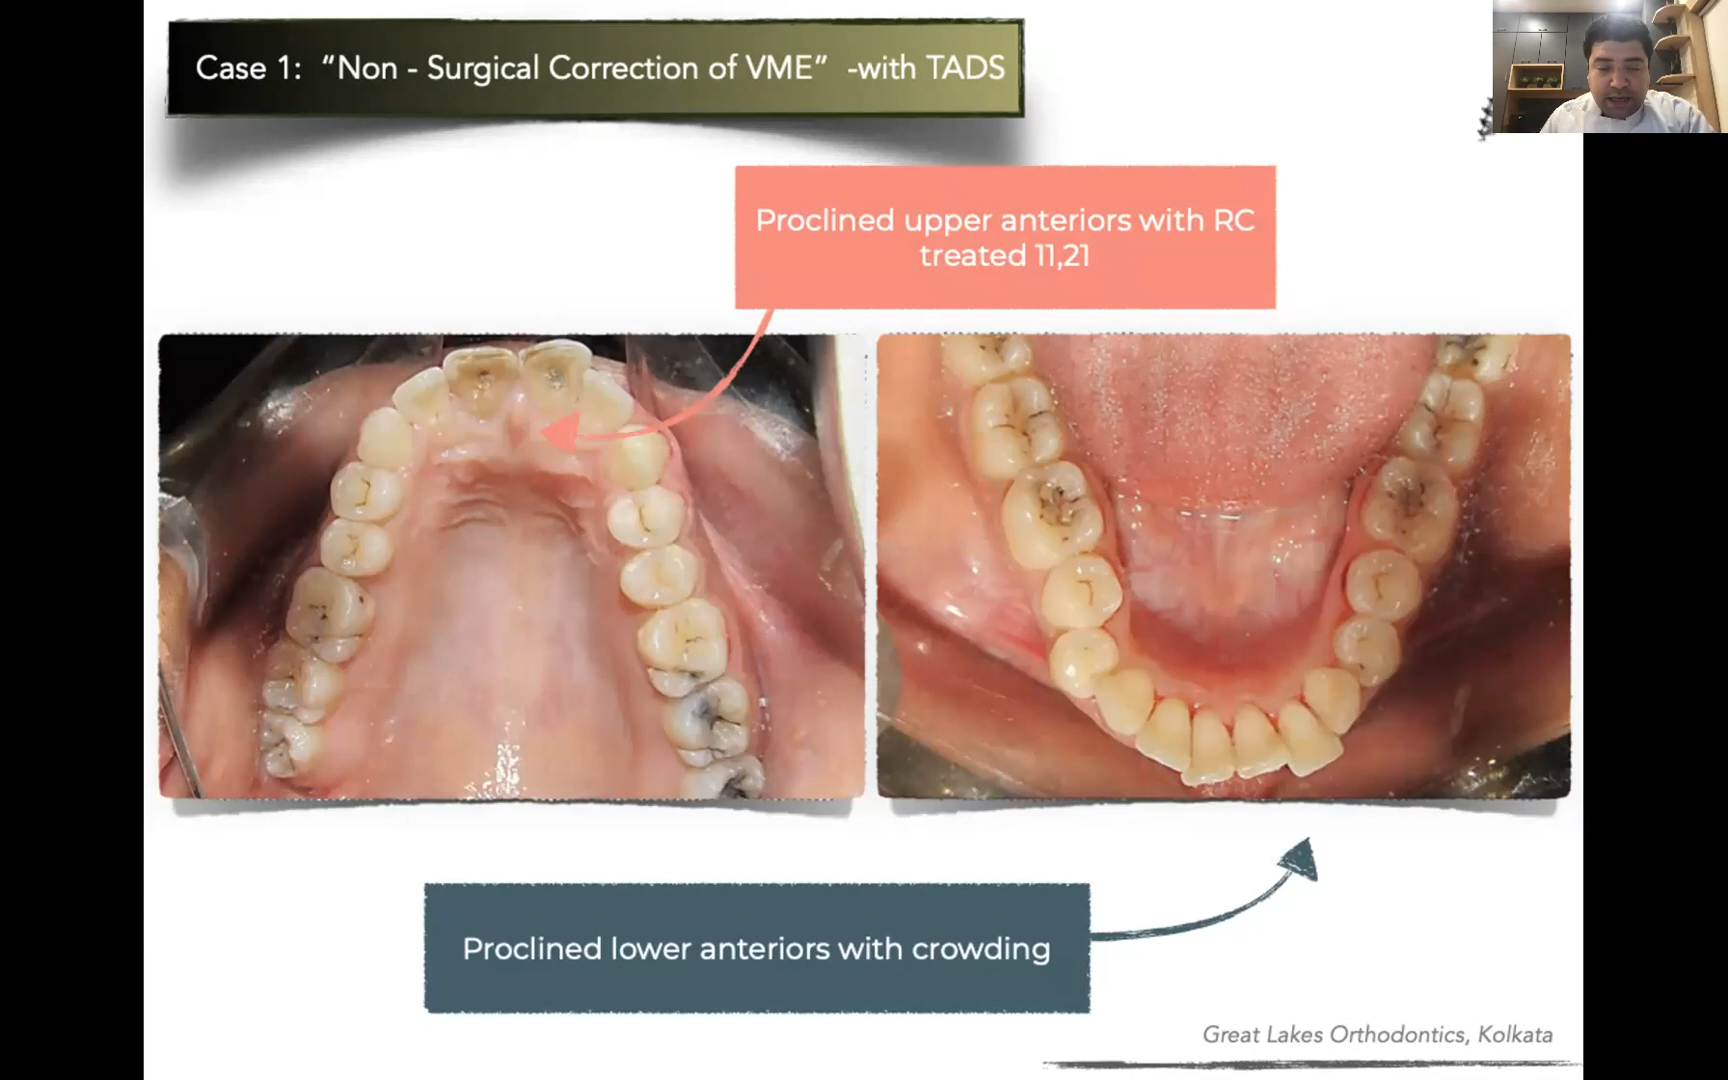 Case 1:  “Non - Surgical Correction of VME”  -with TADS
Proclined upper anteriors with RC
treated 11,21
Proclined lower anteriors with crowding
Great Lakes Orthodontics, Kolkata